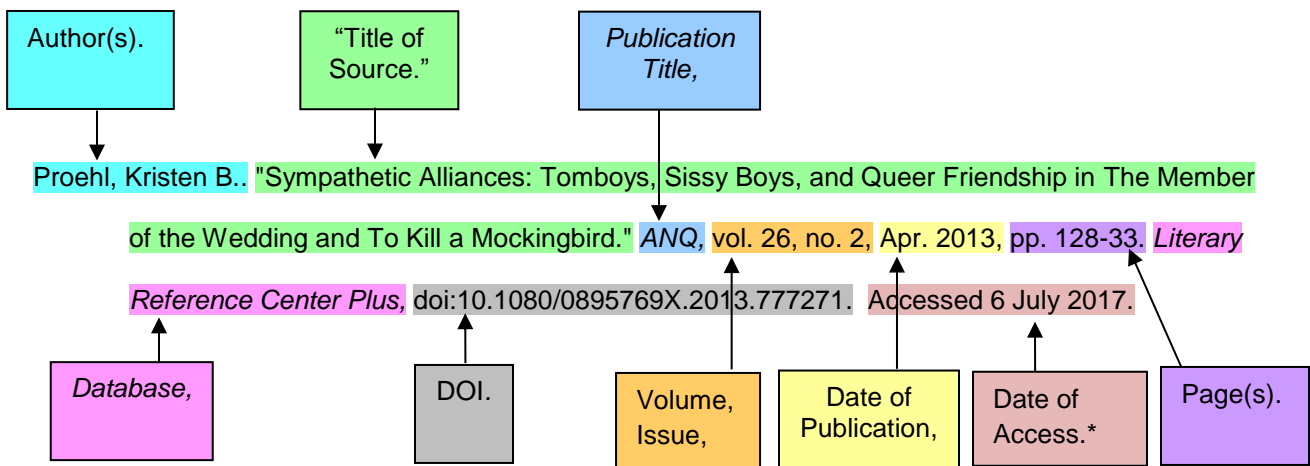 Author(s).
“Title of
Source.”
Publication
Title,
Proehl, Kristen B.. "Sympathetic Alliances: Tomboys, Sissy Boys, and Queer Friendship in The Member
of the Wedding and To Kill a Mockingbird." ANQ, vol. 26, no. 2, Apr. 2013, pp. 128-33. Literary
Reference Center Plus, doi:10.1080/0895769X.2013.777271. Accessed 6 July 2017.
Database,
DOI.
Volume,
Issue,
Date of
Publication,
Date of
Access.*
Page(s).